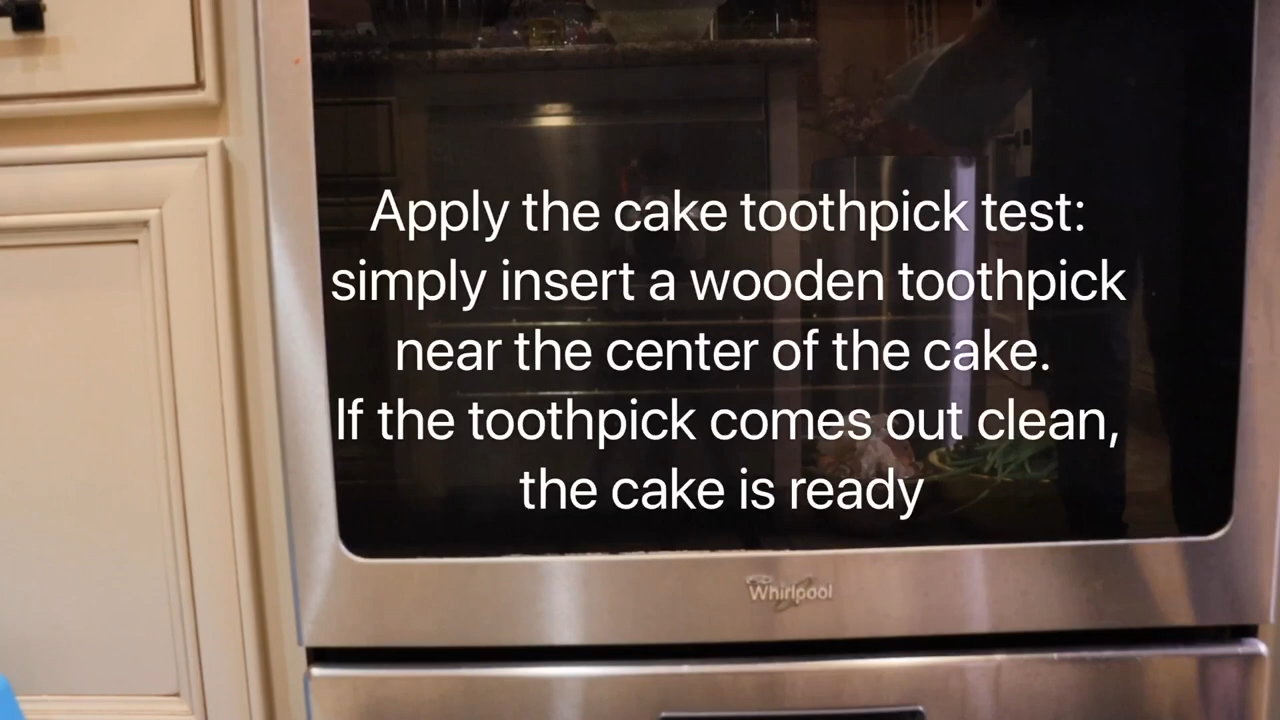 Apply the cake toothpick test:
simply insert a wooden toothpick
near the center of the cake.
If the toothpick comes out clean,
the cake is ready
Whirlpool